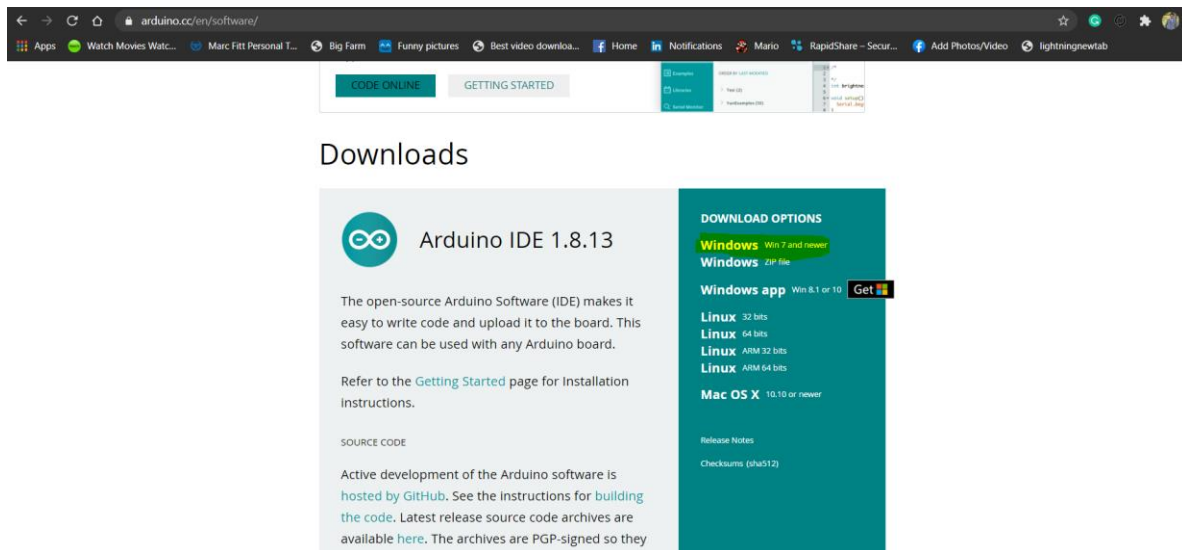 arduino.cc/en/software/
Apps Watch Movies Watc... Marc Fitt Personal T... Big Farm Funny pictures Best video downloa... Home Notifications Mario RapidShare – Secur... Add Photos/Video lightningnewtab
CODE ONLINE GETTING STARTED
Examples
Libraries
Serial Monitor
Downloads
Arduino IDE 1.8.13
The open-source Arduino Software (IDE) makes it
easy to write code and upload it to the board. This
software can be used with any Arduino board.
Refer to the Getting Started page for Installation
instructions.
SOURCE CODE
Active development of the Arduino software is
hosted by GitHub. See the instructions for building
the code. Latest release source code archives are
available here. The archives are PGP-signed so they
DOWNLOAD OPTIONS
Windows Win 7 and newer
Windows ZIP file
Windows app Win 8.1 or 10 Get
Linux 32 bits
Linux 64 bits
Linux ARM 32 bits
Linux ARM 64 bits
Mac OS X 10.10 or newer
Release Notes
Checksums (sha512)